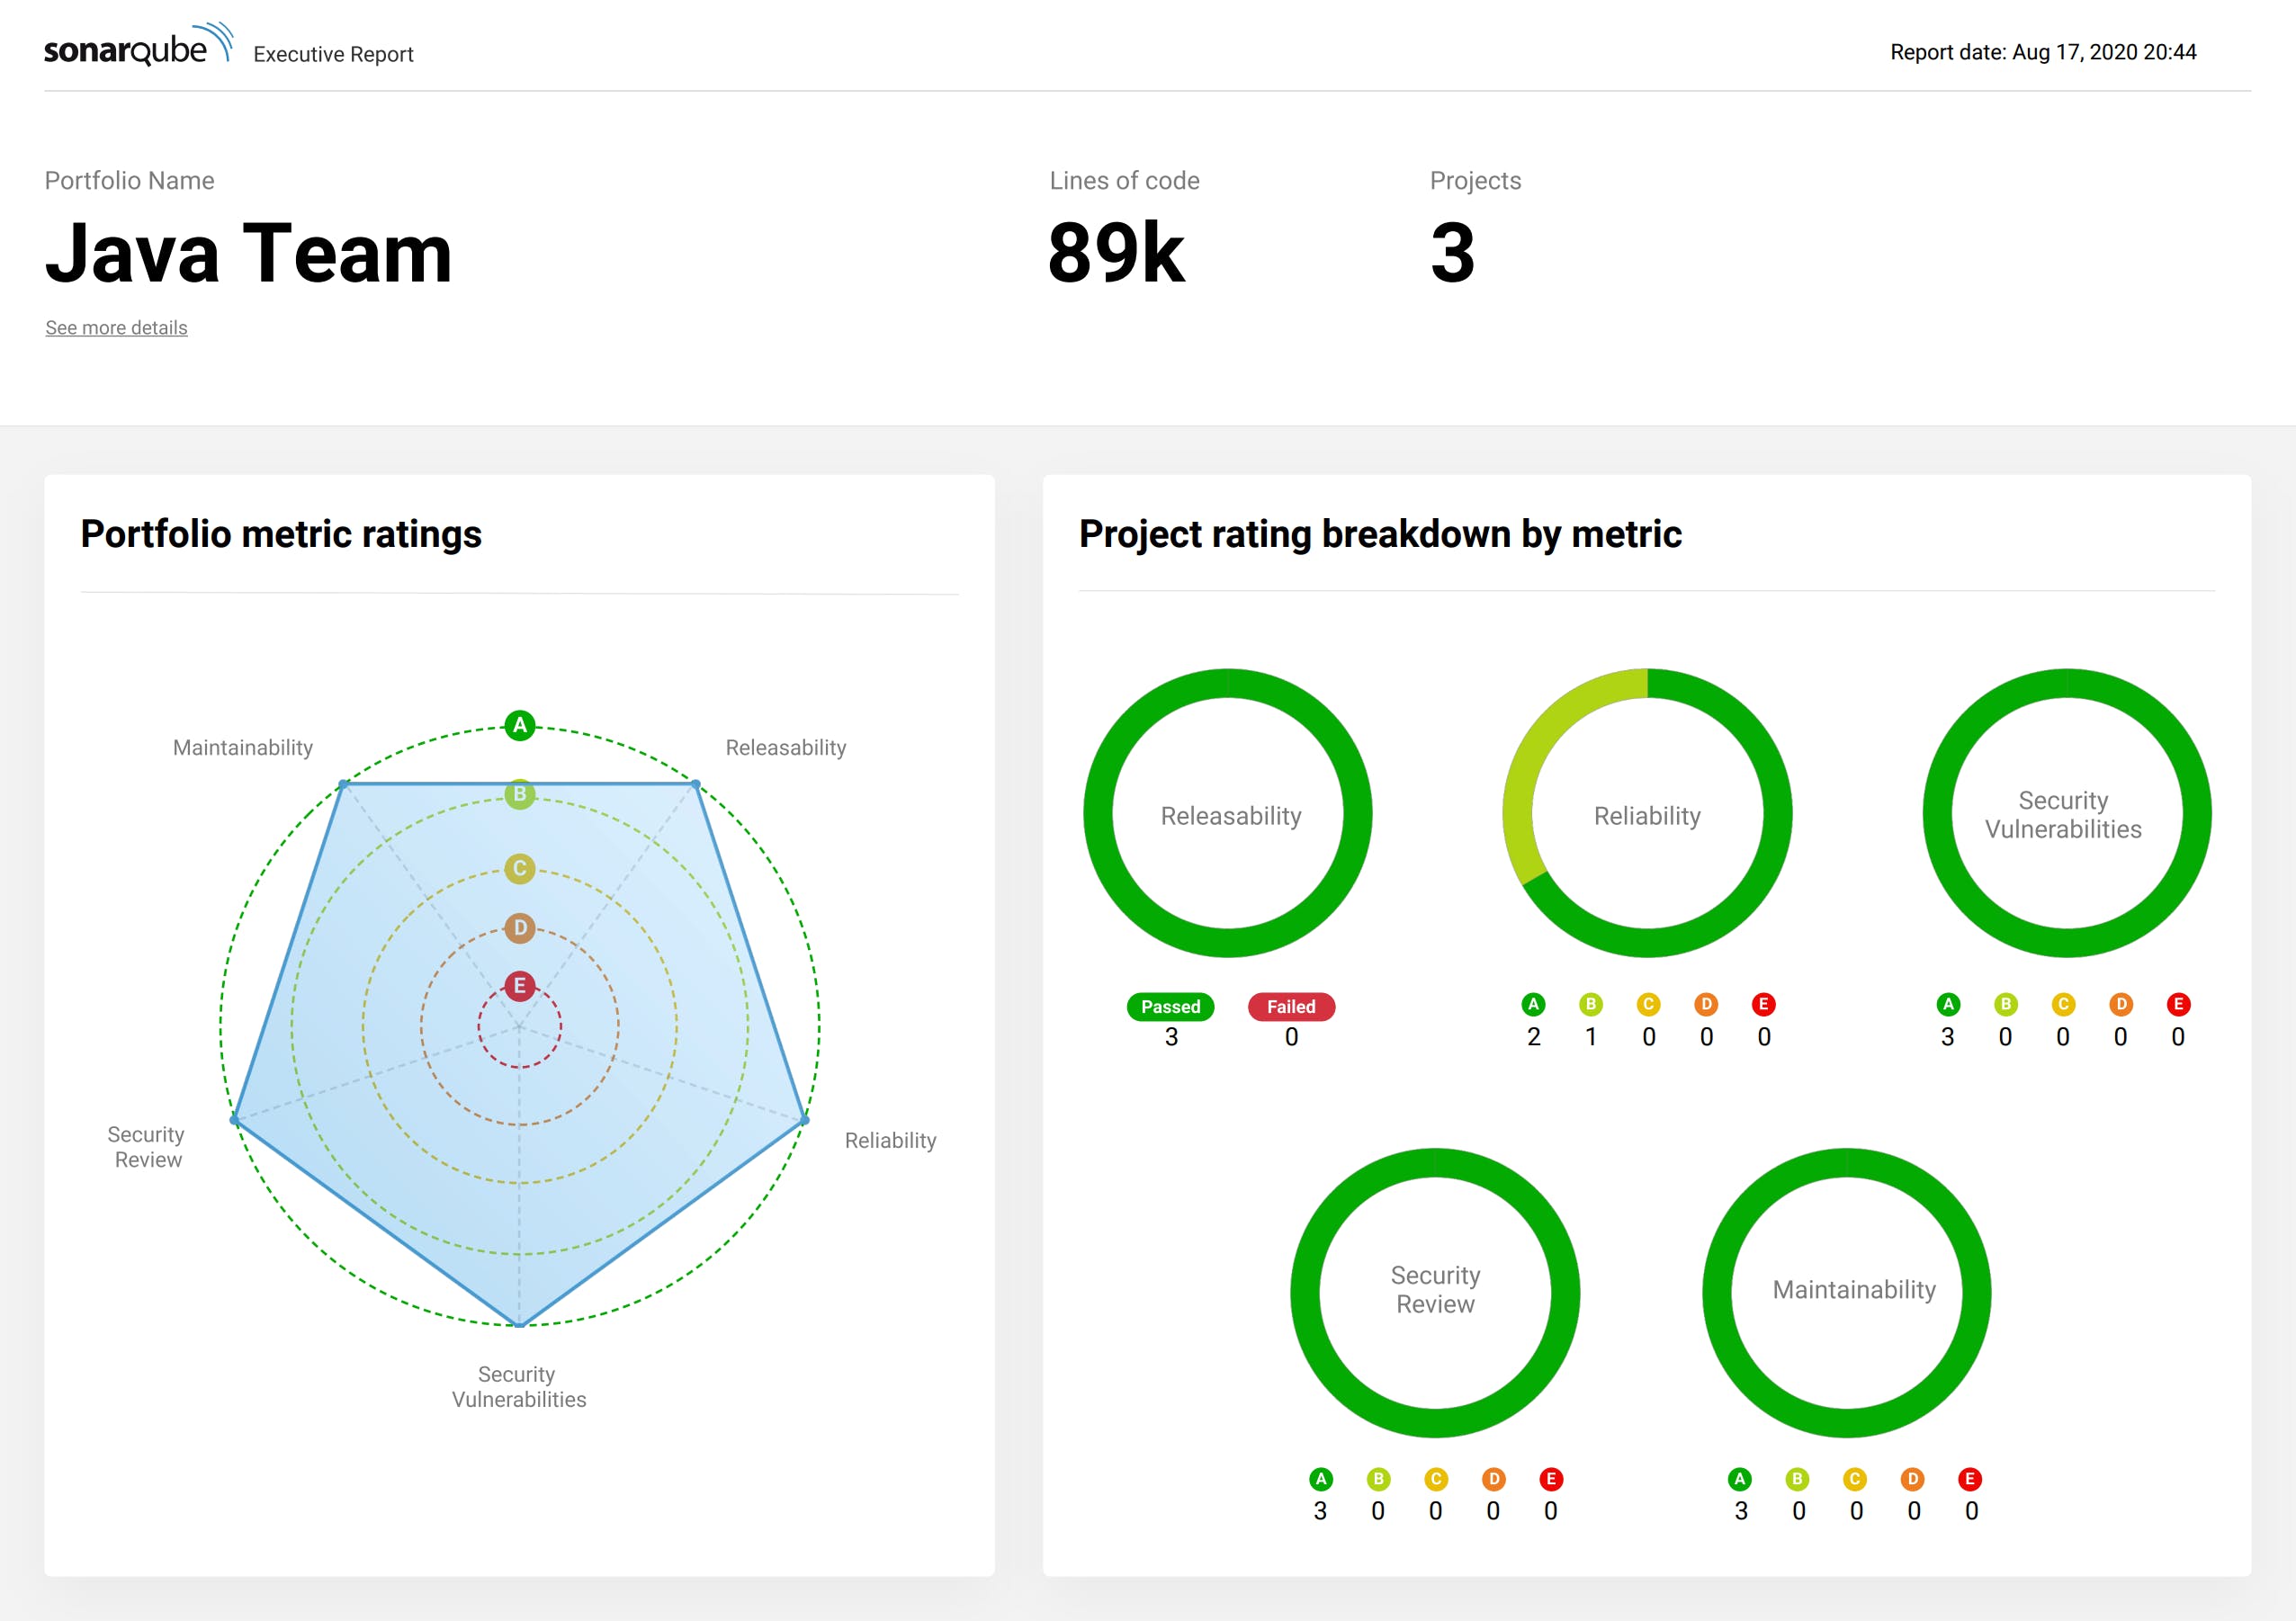 sonarqube Executive Report
Report date: Aug 17, 2020 20:44
Portfolio Name
Java Team
See more details
Lines of code
89k
Projects
3
Portfolio metric ratings
A
Maintainability
Releasability
B
C
D
E
Security
Review
Reliability
Security
Vulnerabilities
Project rating breakdown by metric
Releasability
Passed Failed
3 0
Reliability
A B C D E
2 1 0 0 0
Security
Vulnerabilities
A B C D E
3 0 0 0 0
Security
Review
A B C D E
3 0 0 0 0
Maintainability
A B C D E
3 0 0 0 0